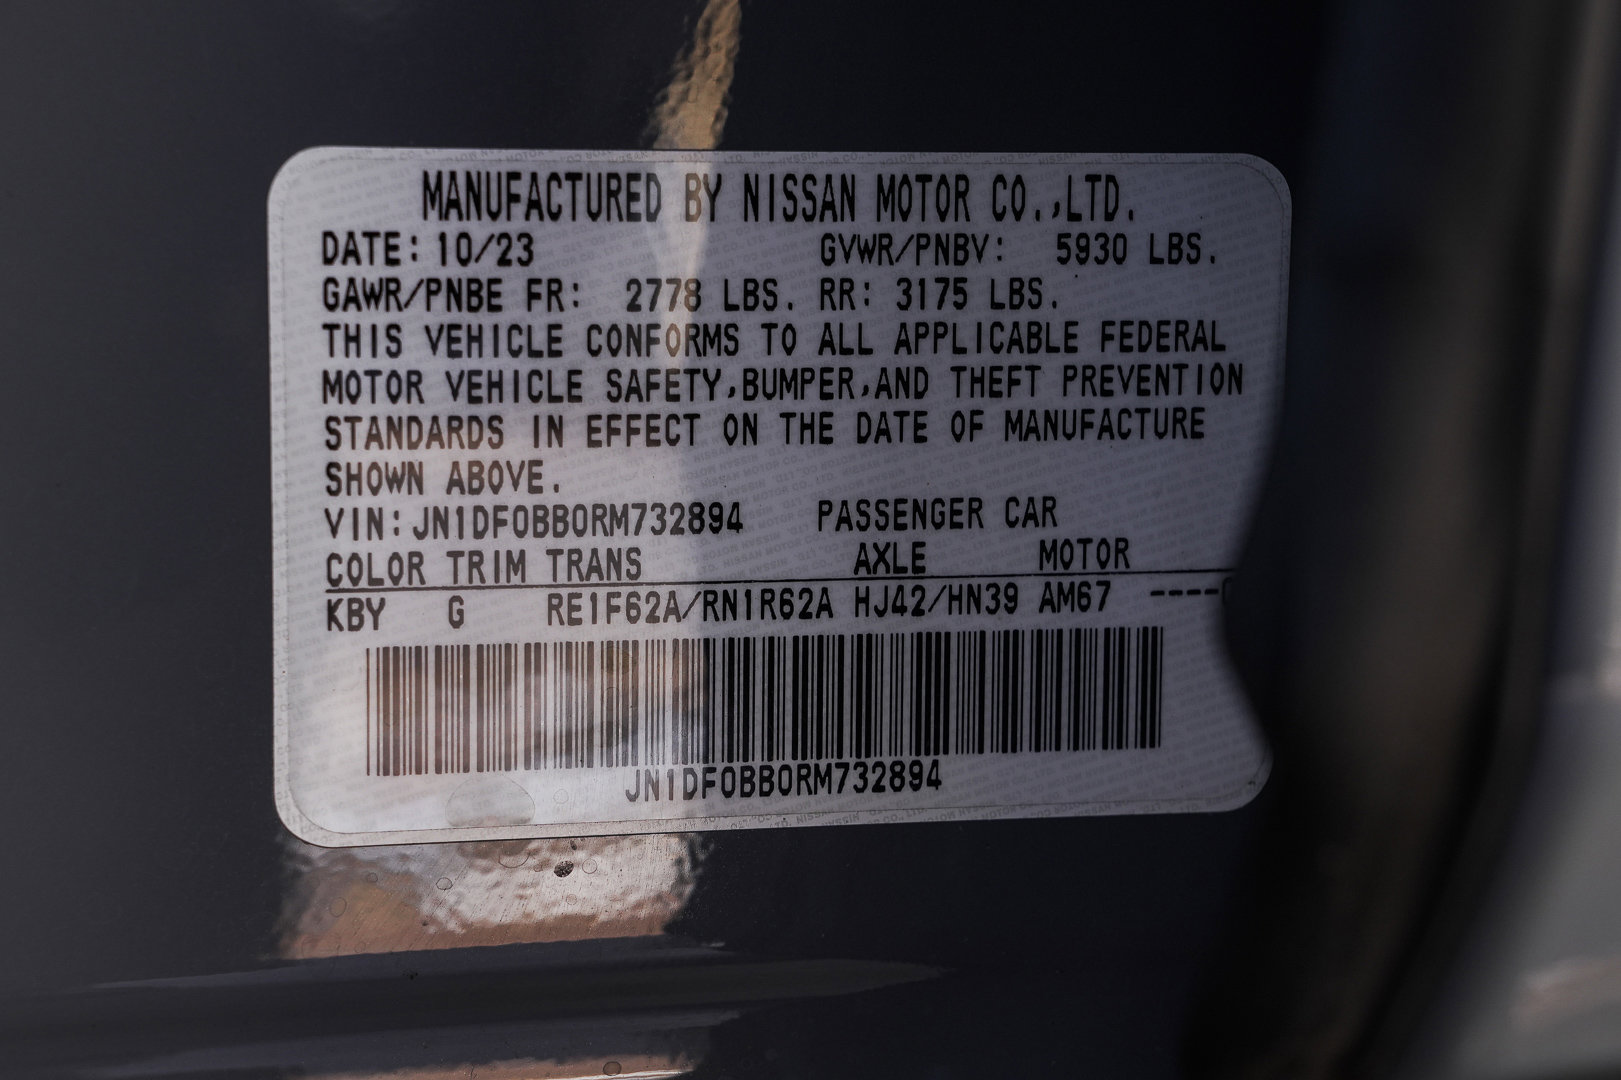 MANUFACTURED BY NISSAN MOTOR CO.,LTD.
DATE: 10/23 GVWR/PNBV: 5930 LBS.
GAWR/PNBE FR: 2778 LBS. RR: 3175 LBS.
THIS VEHICLE CONFORMS TO ALL APPLICABLE FEDERAL
MOTOR VEHICLE SAFETY,BUMPER,AND THEFT PREVENTION
STANDARDS IN EFFECT ON THE DATE OF MANUFACTURE
SHOWN ABOVE.
VIN:JN1DF0BB0RM732894 PASSENGER CAR
COLOR TRIM TRANS AXLE MOTOR
KBY G RE1F62A/RN1R62A HJ42/HN39 AM67 ----
JN1DF0BB0RM732894